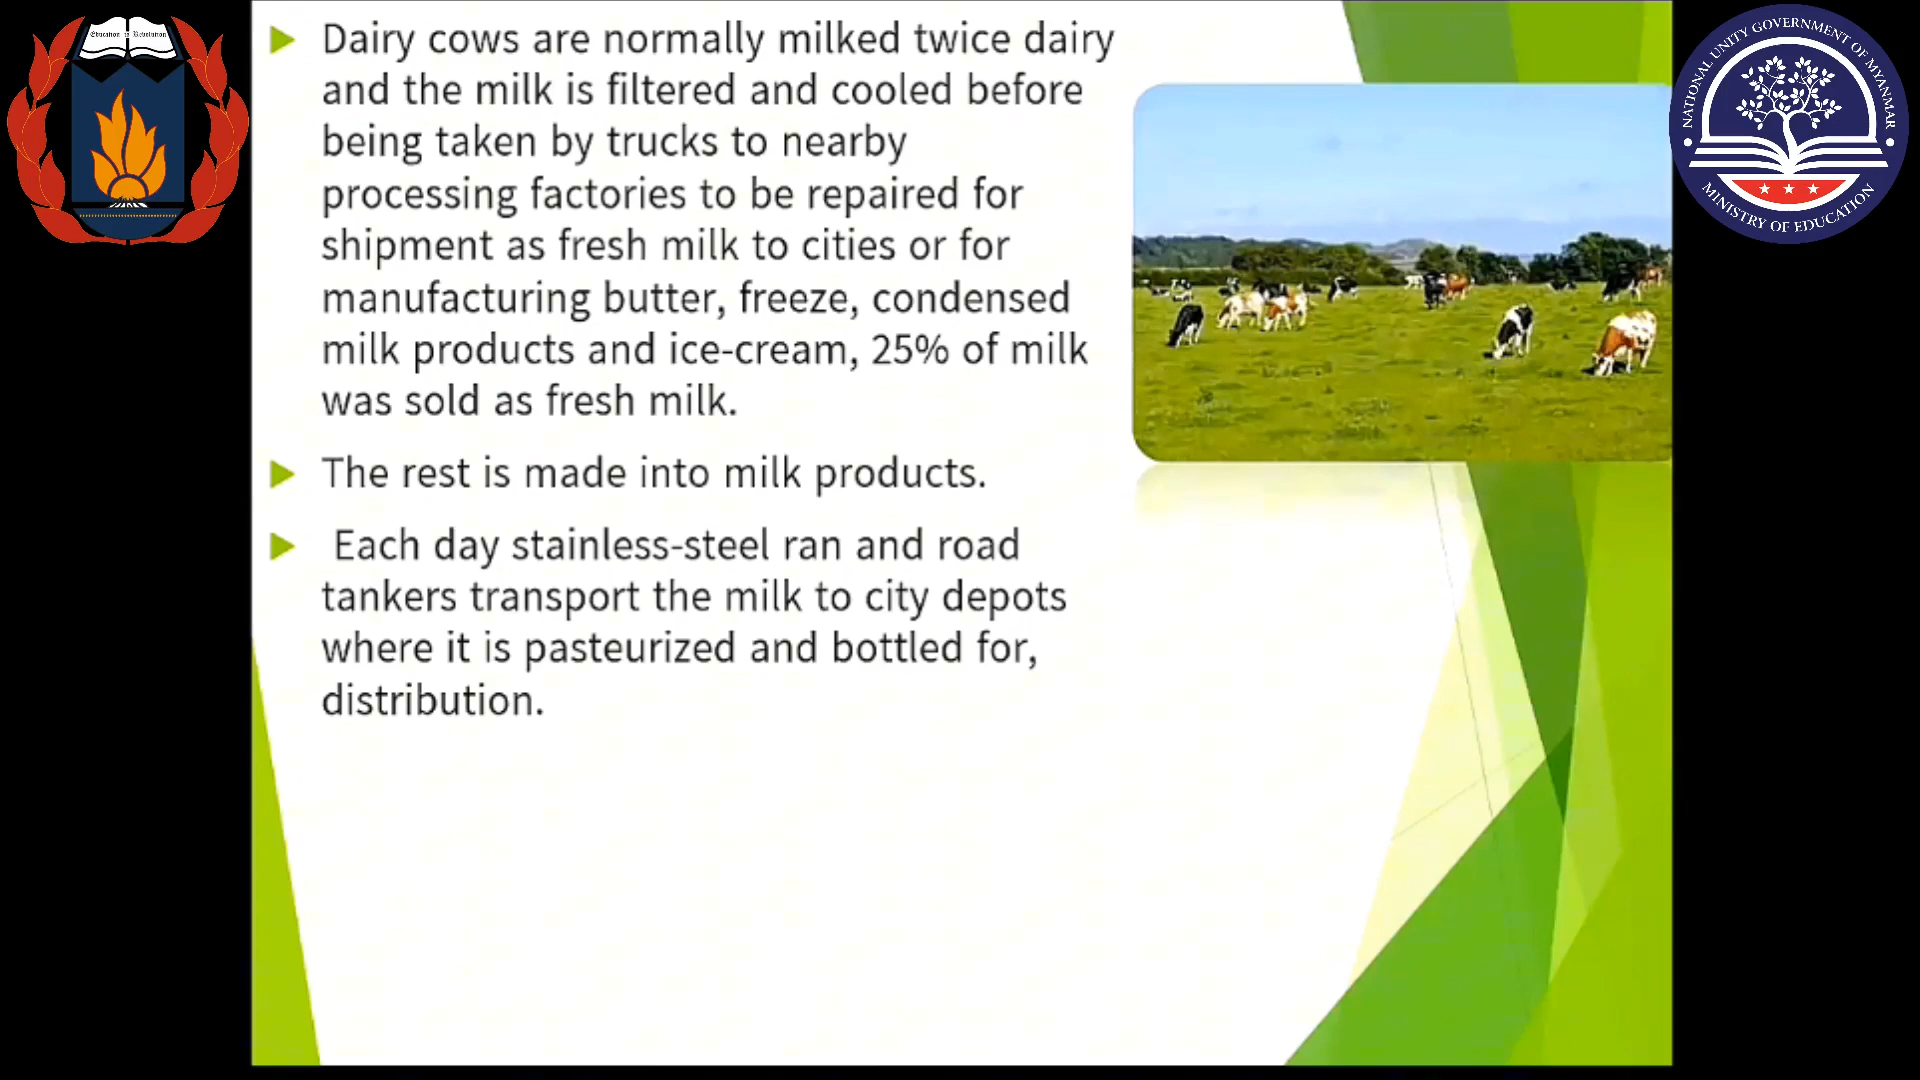 Education in Revolution
Dairy cows are normally milked twice dairy
and the milk is filtered and cooled before
being taken by trucks to nearby
processing factories to be repaired for
shipment as fresh milk to cities or for
manufacturing butter, freeze, condensed
milk products and ice-cream, 25% of milk
was sold as fresh milk.
The rest is made into milk products.
Each day stainless-steel ran and road
tankers transport the milk to city depots
where it is pasteurized and bottled for,
distribution.
NATIONAL UNITY GOVERNMENT OF MYANMAR
MINISTRY OF EDUCATION